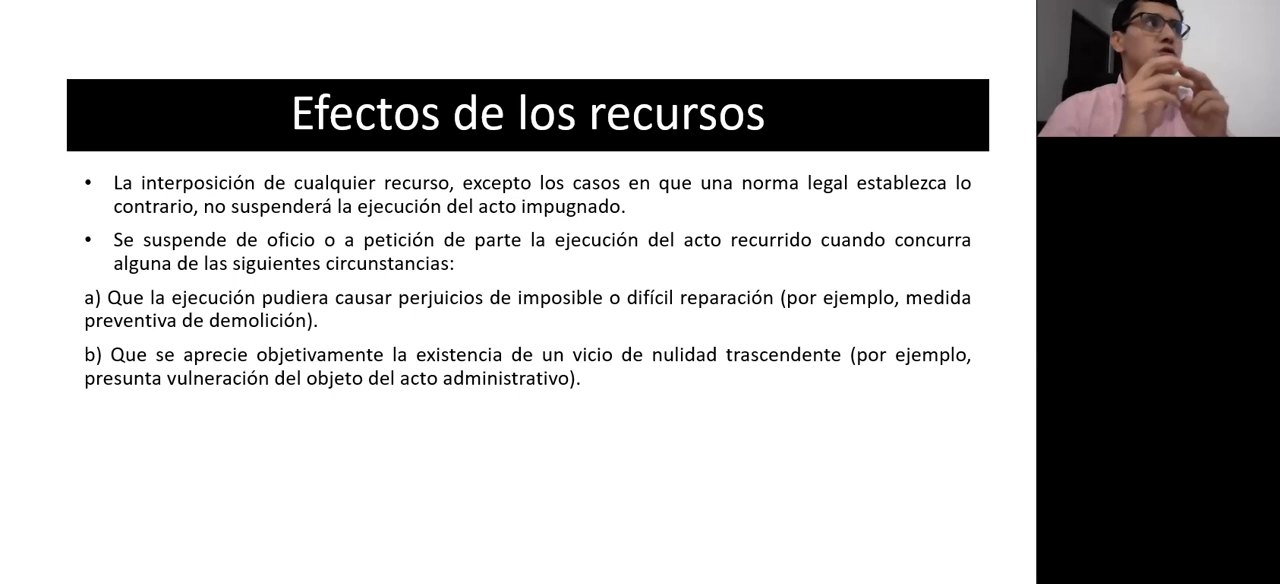 Efectos de los recursos
• La interposición de cualquier recurso, excepto los casos en que una norma legal establezca lo
contrario, no suspenderá la ejecución del acto impugnado.
• Se suspende de oficio o a petición de parte la ejecución del acto recurrido cuando concurra
alguna de las siguientes circunstancias:
a) Que la ejecución pudiera causar perjuicios de imposible o difícil reparación (por ejemplo, medida
preventiva de demolición).
b) Que se aprecie objetivamente la existencia de un vicio de nulidad trascendente (por ejemplo,
presunta vulneración del objeto del acto administrativo).